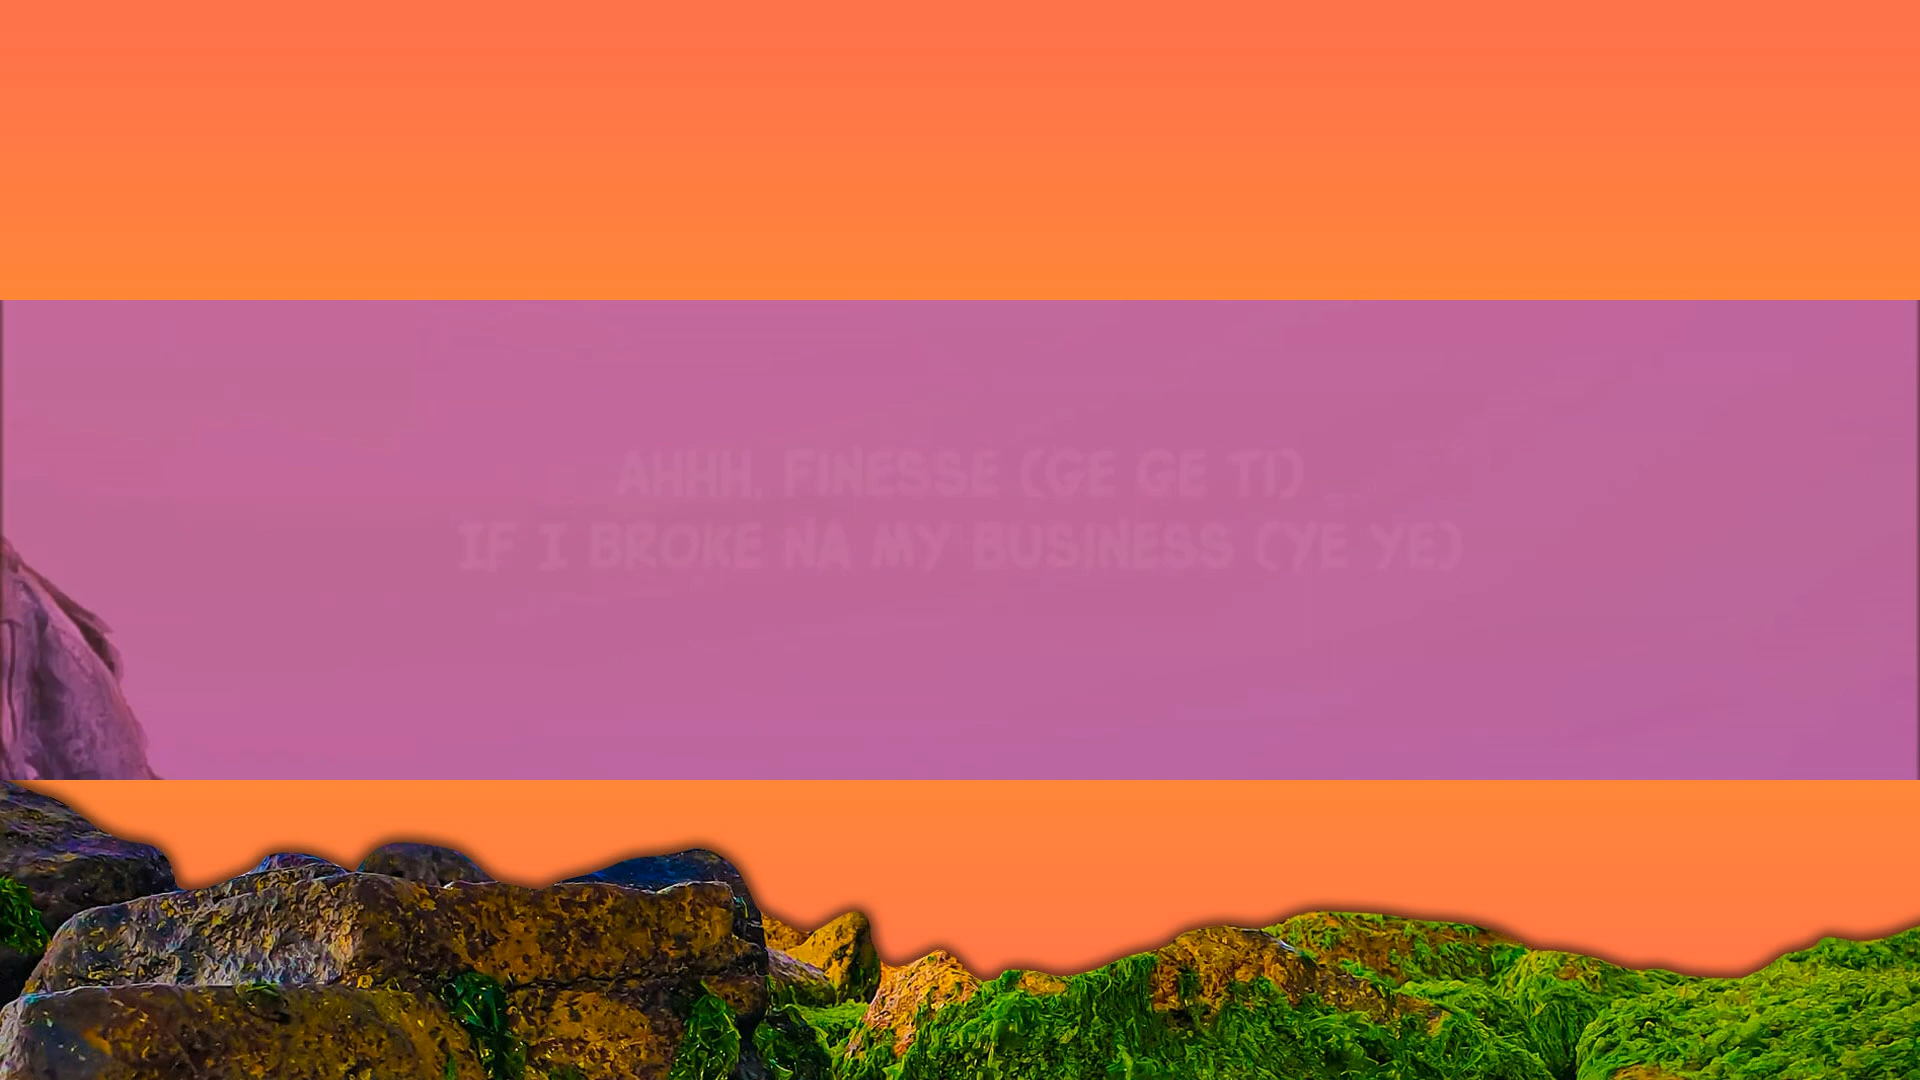 AHHH, FINESSE (GE GE TI)
IF I BROKE NA MY BUSINESS (YE YE)